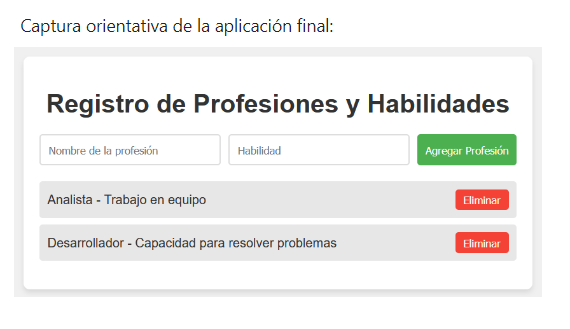 Captura orientativa de la aplicación final:
Registro de Profesiones y Habilidades
Nombre de la profesión
Habilidad
Agregar Profesión
Analista - Trabajo en equipo
Eliminar
Desarrollador - Capacidad para resolver problemas
Eliminar